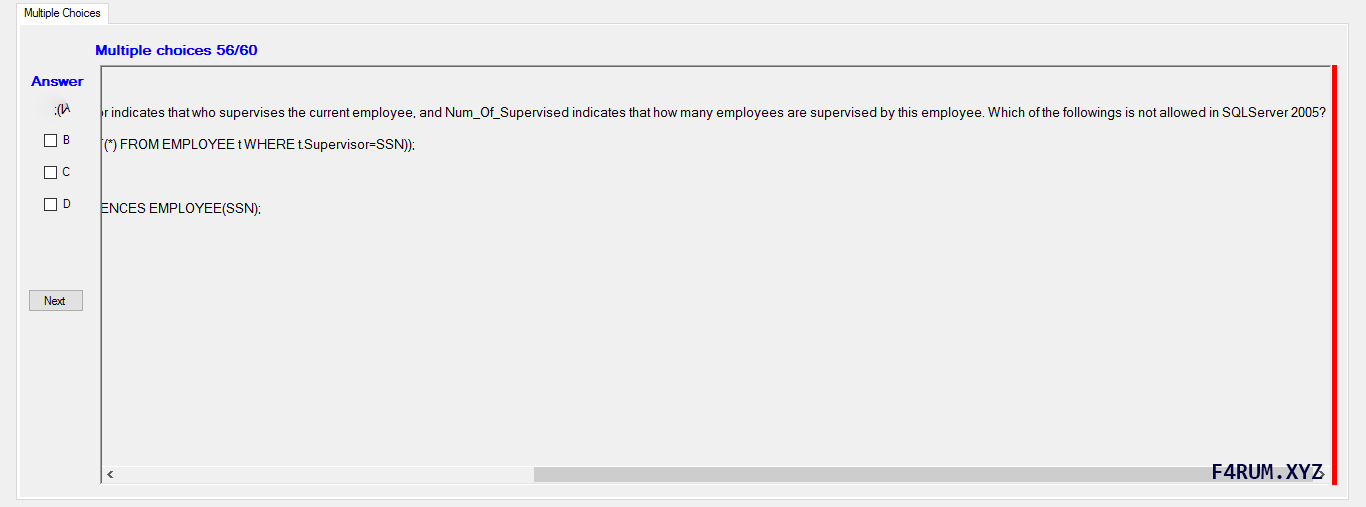 Multiple Choices
Multiple choices 56/60
Answer
or indicates that who supervises the current employee, and Num_Of_Supervised indicates that how many employees are supervised by this employee. Which of the followings is not allowed in SQLServer 2005?
B
(*) FROM EMPLOYEE t WHERE t.Supervisor=SSN));
C
D
ENCES EMPLOYEE(SSN);
Next
F4RUM.XYZ